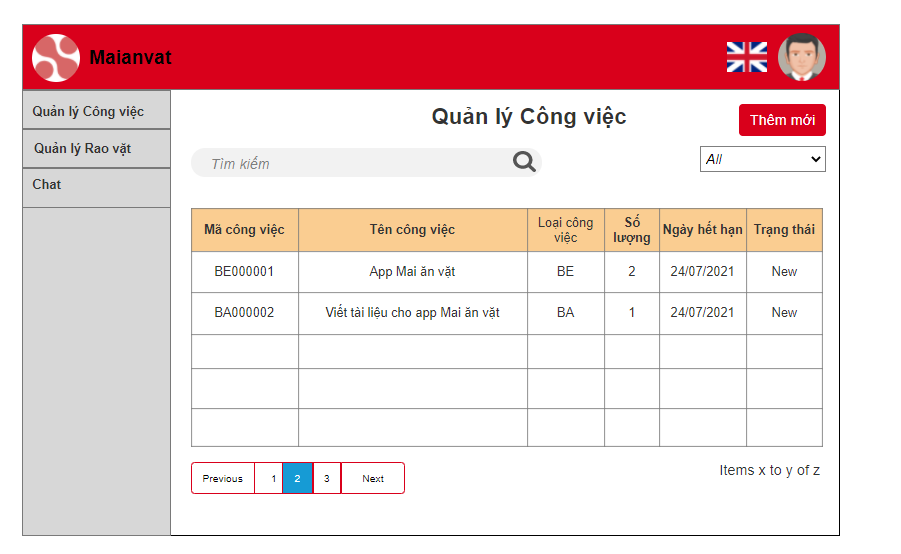 Maianvat
Quản lý Công việc
Quản lý Rao vặt
Chat
Quản lý Công việc
Thêm mới
Tìm kiếm
All
Mã công việc Tên công việc Loại công việc Số lượng Ngày hết hạn Trạng thái
BE000001 App Mai ăn vặt BE 2 24/07/2021 New
BA000002 Viết tài liệu cho app Mai ăn vặt BA 1 24/07/2021 New
Previous 1 2 3 Next
Items x to y of z